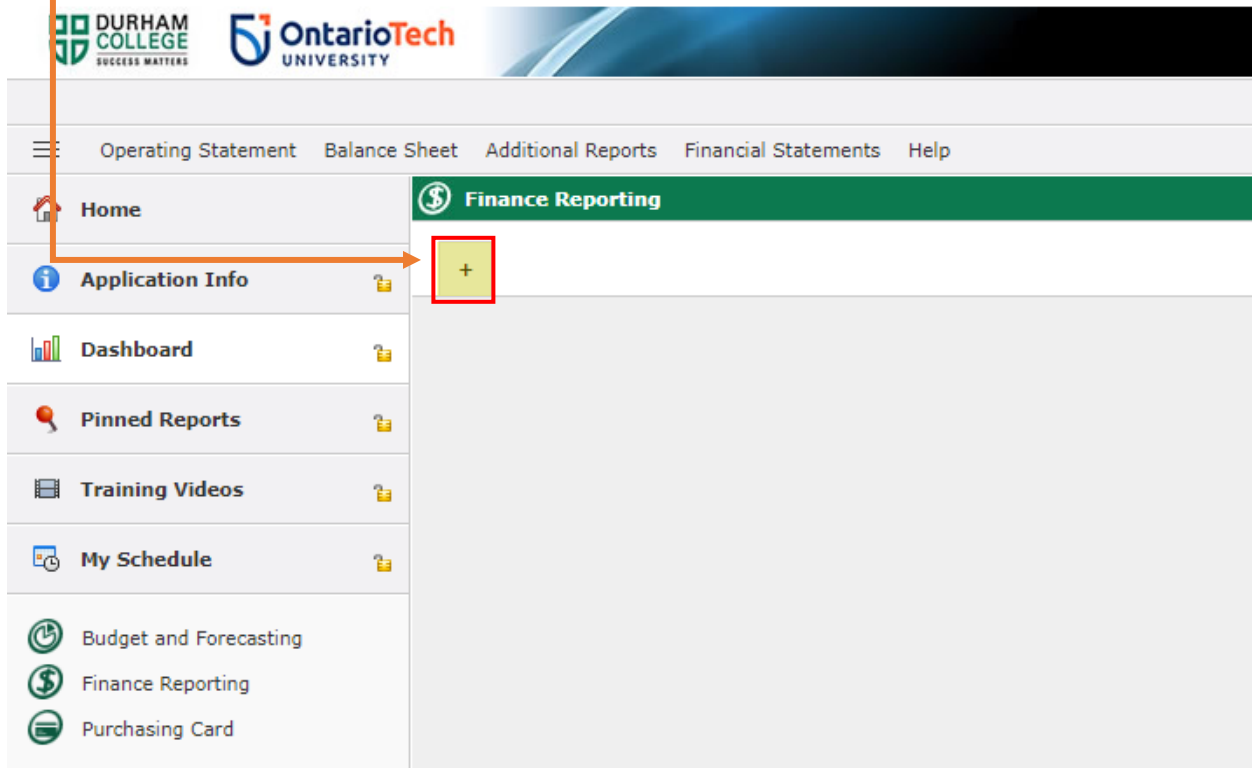 DURHAM
COLLEGE
SUCCESS MATTERS
OntarioTech
UNIVERSITY
Operating Statement Balance Sheet Additional Reports Financial Statements Help
Home
Finance Reporting
+
Application Info
Dashboard
Pinned Reports
Training Videos
My Schedule
Budget and Forecasting
Finance Reporting
Purchasing Card